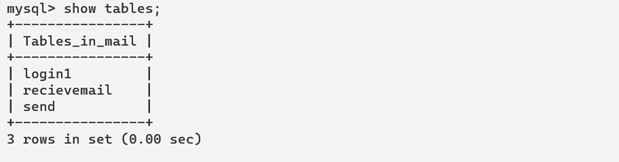 mysql> show tables;
+----------------+
| Tables_in_mail |
+----------------+
| login1         |
| recievemail    |
| send           |
+----------------+
3 rows in set (0.00 sec)